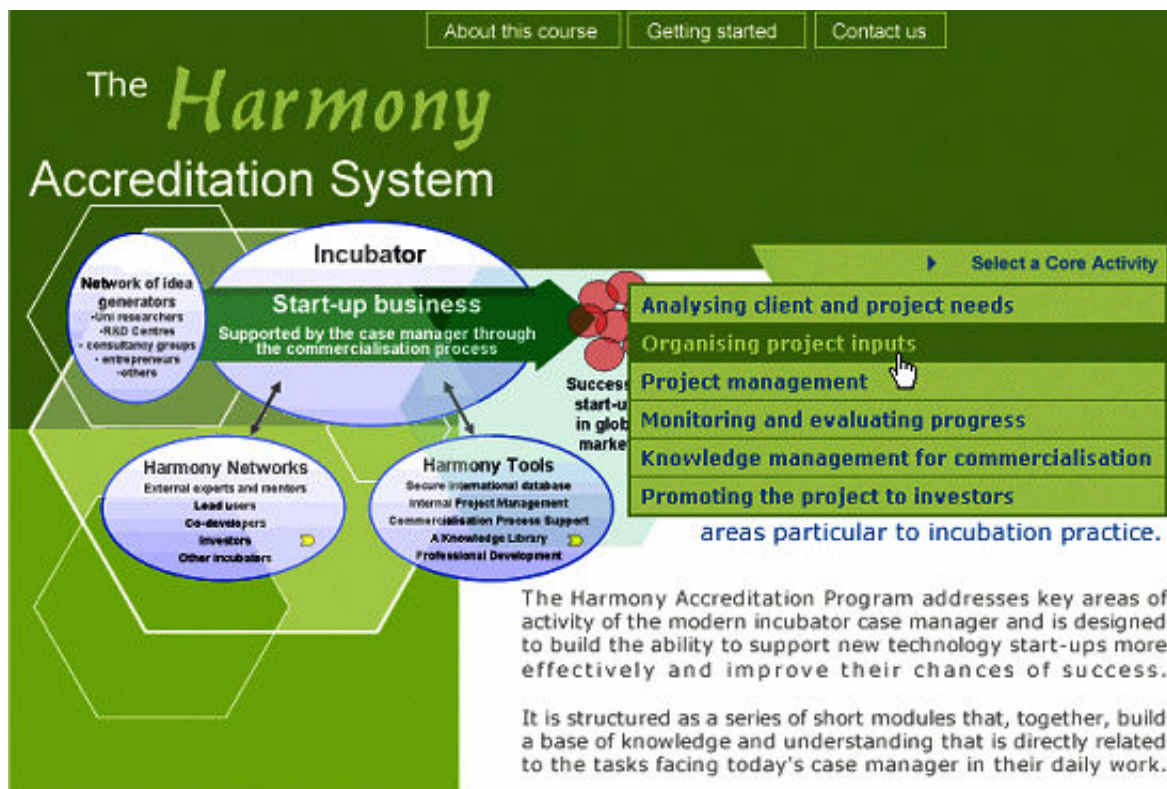 About this course
Getting started
Contact us
The Harmony
Accreditation System
Incubator
Network of idea
generators
-Uni researchers
-R&D Centres
- consultancy groups
- entrepreneurs
-others
Start-up business
Supported by the case manager through
the commercialisation process
Select a Core Activity
Analysing client and project needs
Organising project inputs
Project management
Monitoring and evaluating progress
Knowledge management for commercialisation
Promoting the project to investors
Success
start-u
in glob
marke
Harmony Networks
External experts and mentors
Lead users
Co-developers
Investors
Other incubators
Harmony Tools
Secure international database
Internal Project Management
Commercialisation Process Support
A Knowledge Library
Professional Development
areas particular to incubation practice.
The Harmony Accreditation Program addresses key areas of
activity of the modern incubator case manager and is designed
to build the ability to support new technology start-ups more
effectively and improve their chances of success.
It is structured as a series of short modules that, together, build
a base of knowledge and understanding that is directly related
to the tasks facing today's case manager in their daily work.